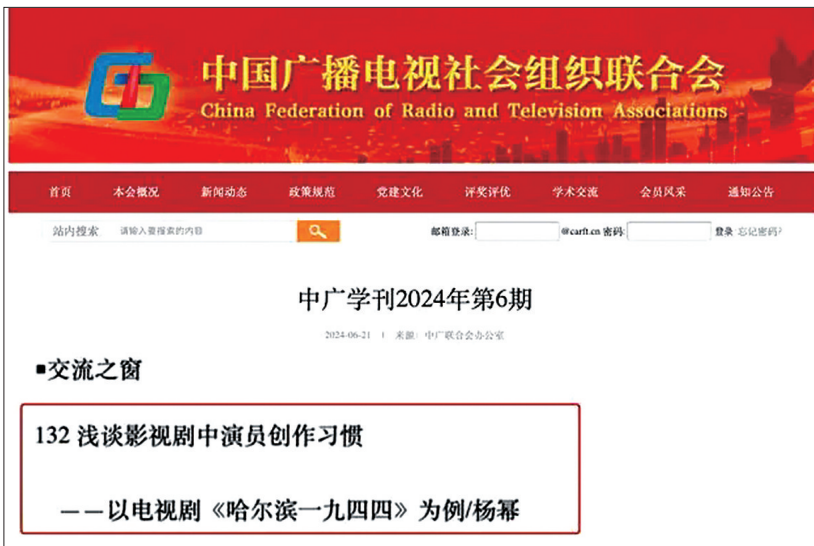 中国广播电视社会组织联合会
China Federation of Radio and Television Associations
首页 本会概况 新闻动态 政策规范 党建文化 评奖评优 学术交流 会员风采 通知公告
站内搜索 请输入要搜索的内容 邮箱登录: @carft.cn 密码: 登录 忘记密码?
中广学刊2024年第6期
2024-06-21 | 来源: 中广联合会办公室
■交流之窗
132 浅谈影视剧中演员创作习惯
——以电视剧《哈尔滨一九四四》为例/杨幂